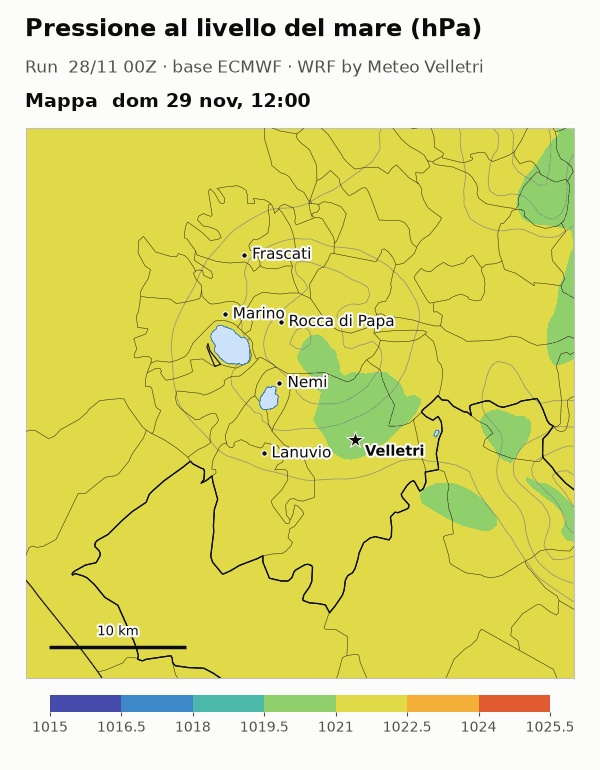 Pressione al livello del mare (hPa)
Run  28/11 00Z · base ECMWF · WRF by Meteo Velletri
Mappa  dom 29 nov, 12:00
Frascati
Marino
Rocca di Papa
Nemi
Velletri
Lanuvio
10 km
1015 1016.5 1018 1019.5 1021 1022.5 1024 1025.5